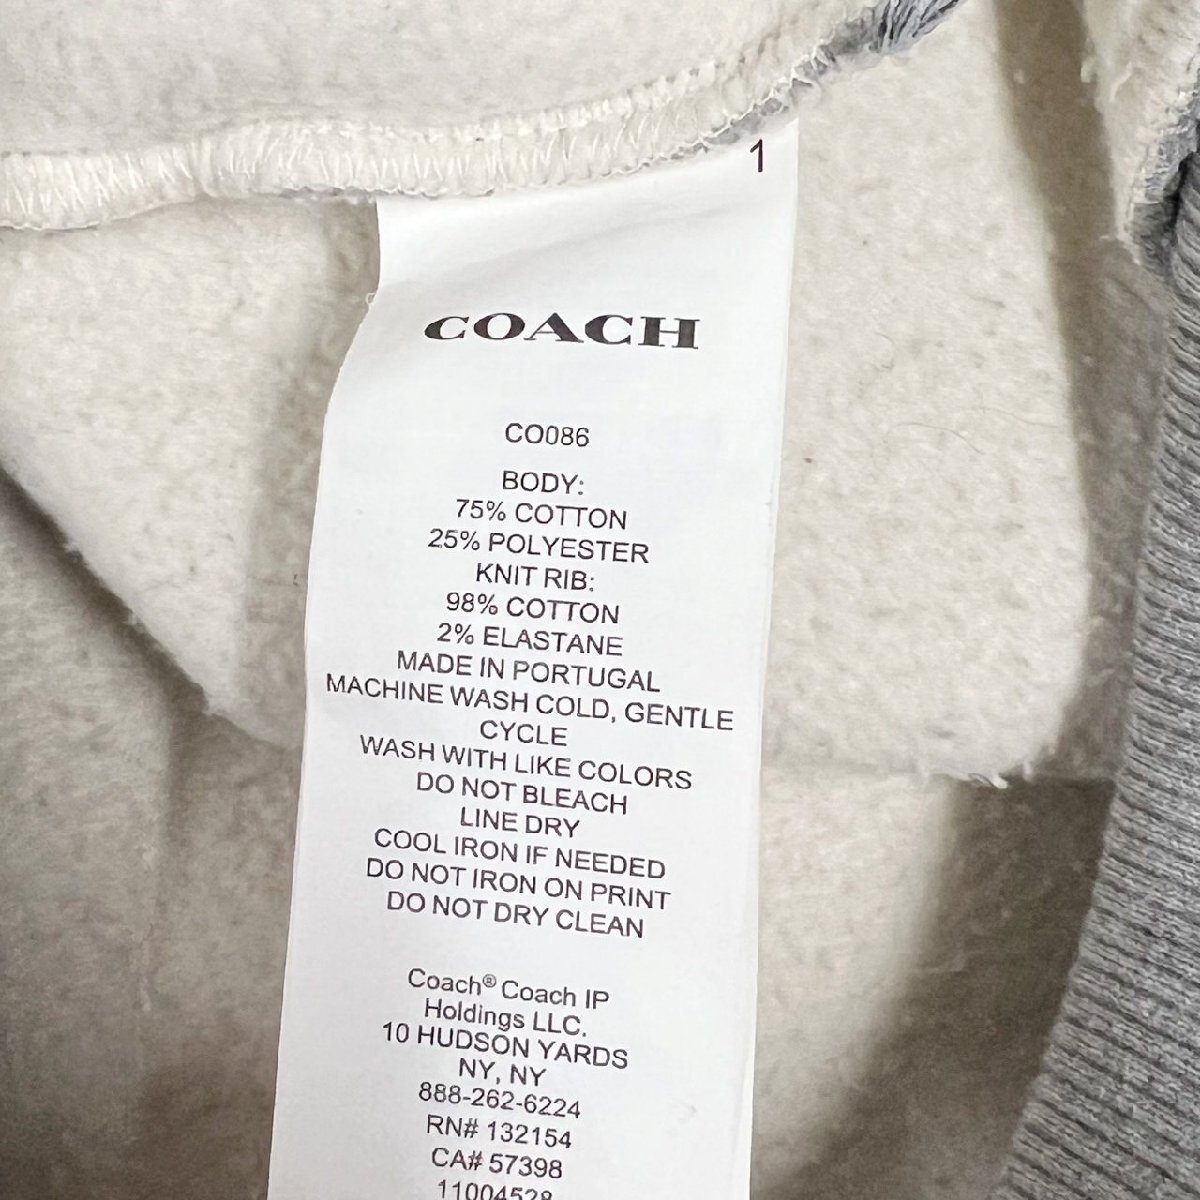 1
COACH
CO086
BODY:
75% COTTON
25% POLYESTER
KNIT RIB:
98% COTTON
2% ELASTANE
MADE IN PORTUGAL
MACHINE WASH COLD, GENTLE
CYCLE
WASH WITH LIKE COLORS
DO NOT BLEACH
LINE DRY
COOL IRON IF NEEDED
DO NOT IRON ON PRINT
DO NOT DRY CLEAN
Coach® Coach IP
Holdings LLC.
10 HUDSON YARDS
NY, NY
888-262-6224
RN# 132154
CA# 57398